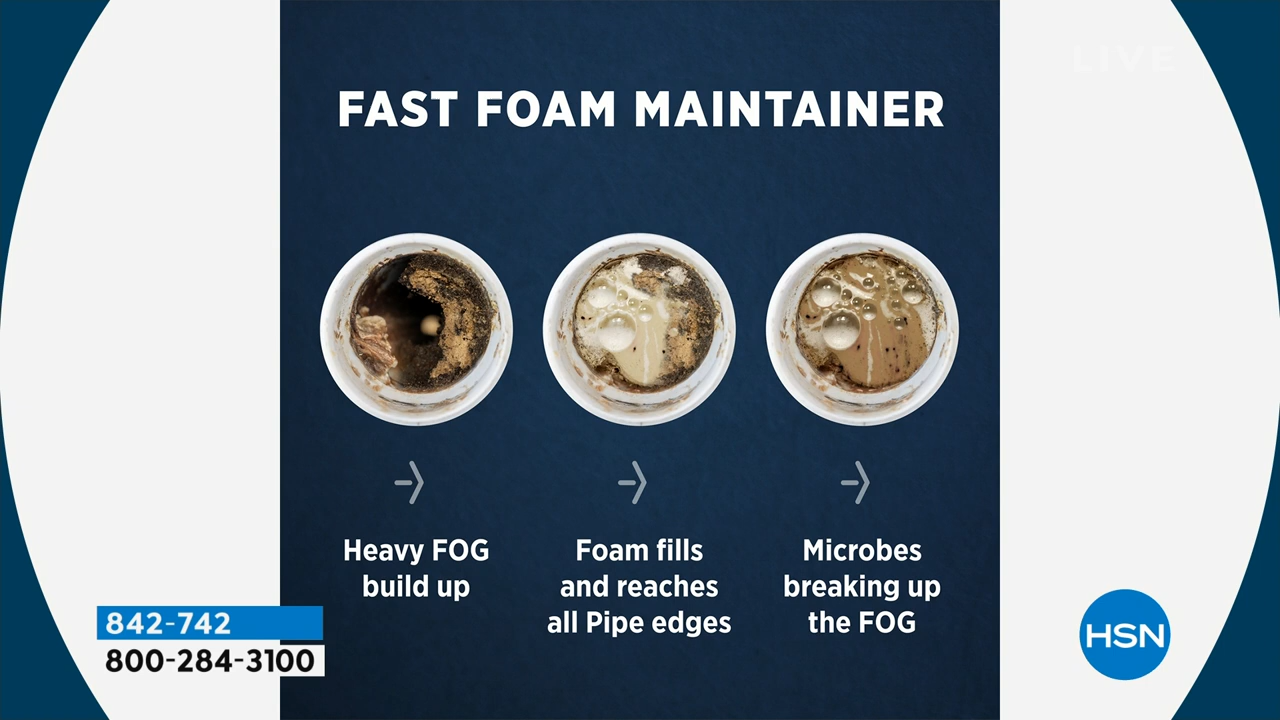 LIVE
FAST FOAM MAINTAINER
Heavy FOG
build up
Foam fills
and reaches
all Pipe edges
Microbes
breaking up
the FOG
842-742
800-284-3100
HSN